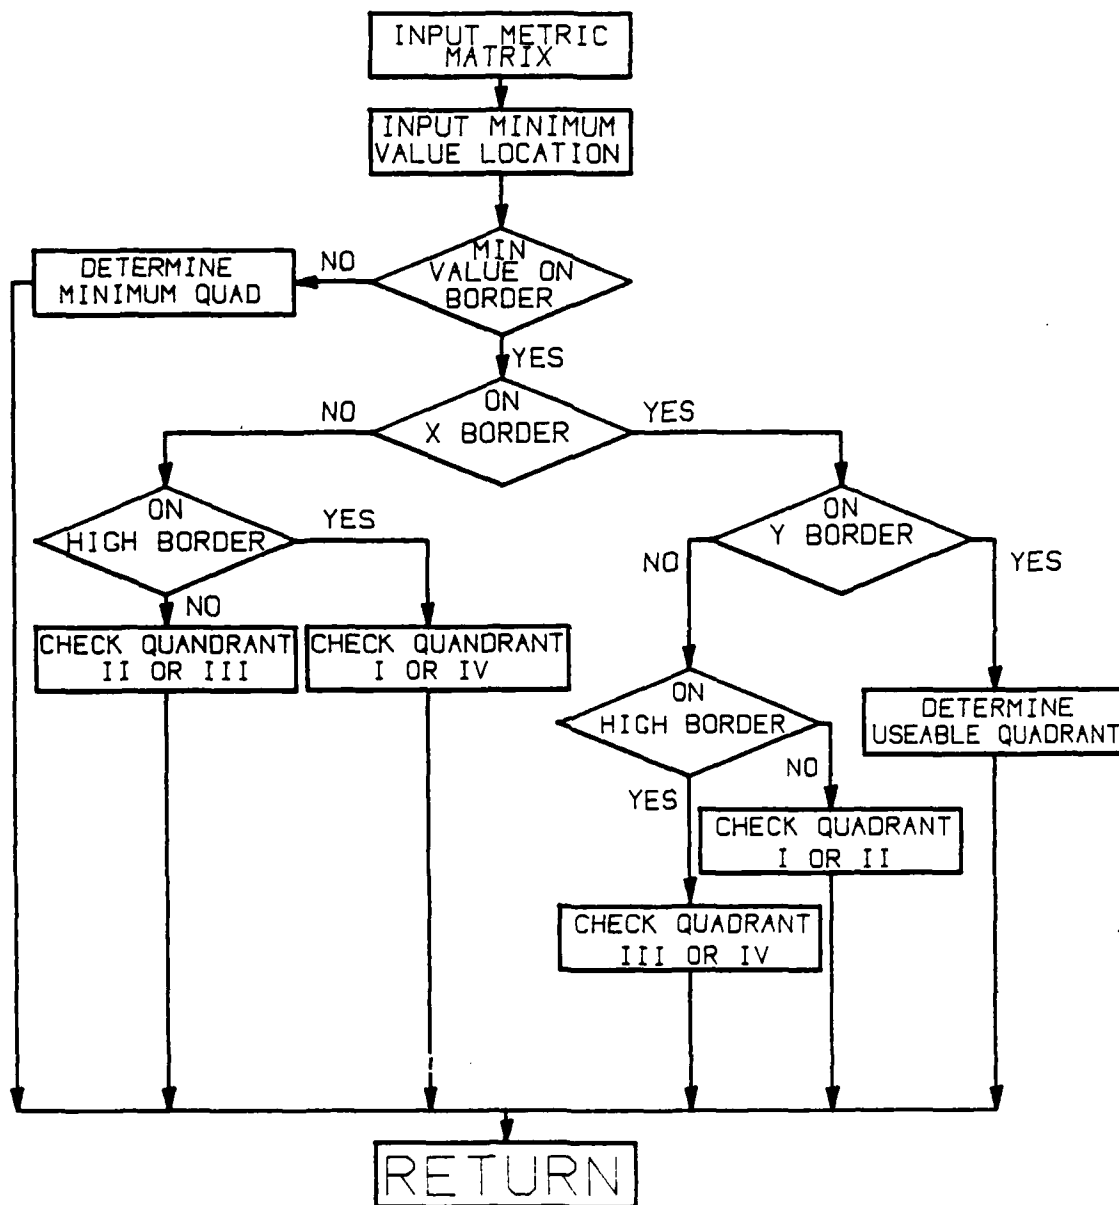 INPUT METRIC
MATRIX
INPUT MINIMUM
VALUE LOCATION
MIN
VALUE ON
BORDER
NO
DETERMINE
MINIMUM QUAD
YES
ON
X BORDER
NO
YES
ON
HIGH BORDER
YES
NO
ON
Y BORDER
NO
YES
CHECK QUANDRANT
II OR III
CHECK QUANDRANT
I OR IV
ON
HIGH BORDER
DETERMINE
USEABLE QUADRANT
NO
YES
CHECK QUADRANT
I OR II
CHECK QUADRANT
III OR IV
RETURN